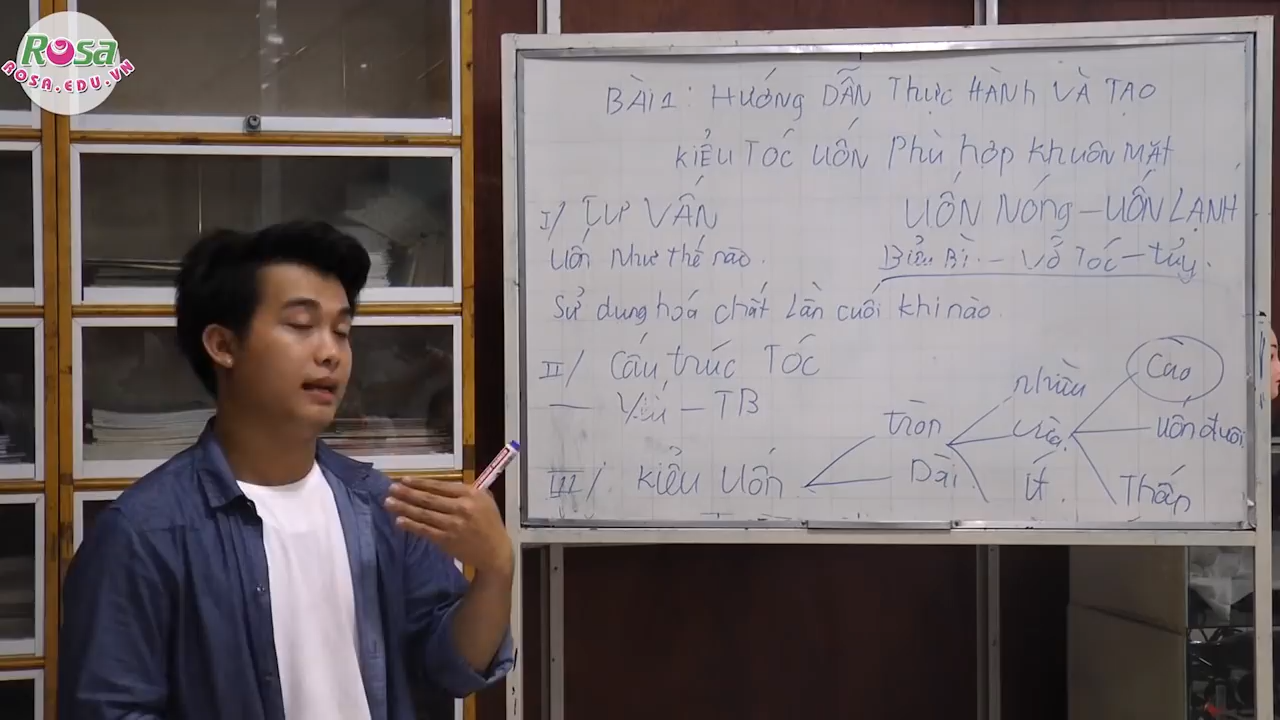 Rosa
ROSA.EDU.VN
BÀI 1: HƯỚNG DẪN THỰC HÀNH VÀ TẠO
KIỂU TÓC UỐN PHÙ HỢP KHUÔN MẶT
I/ TƯ VẤN
UỐN NÓNG - UỐN LẠNH
Uốn như thế nào.
Biểu Bì - Vỏ Tóc - tủy.
Sử dụng hoá chất Lần cuối khi nào.
II/ Cấu trúc TÓC
— Yếu - TB
III/ Kiểu Uốn
tròn
Dài
nhiều
vừa
ít.
Cao
uốn đuôi
Thấp